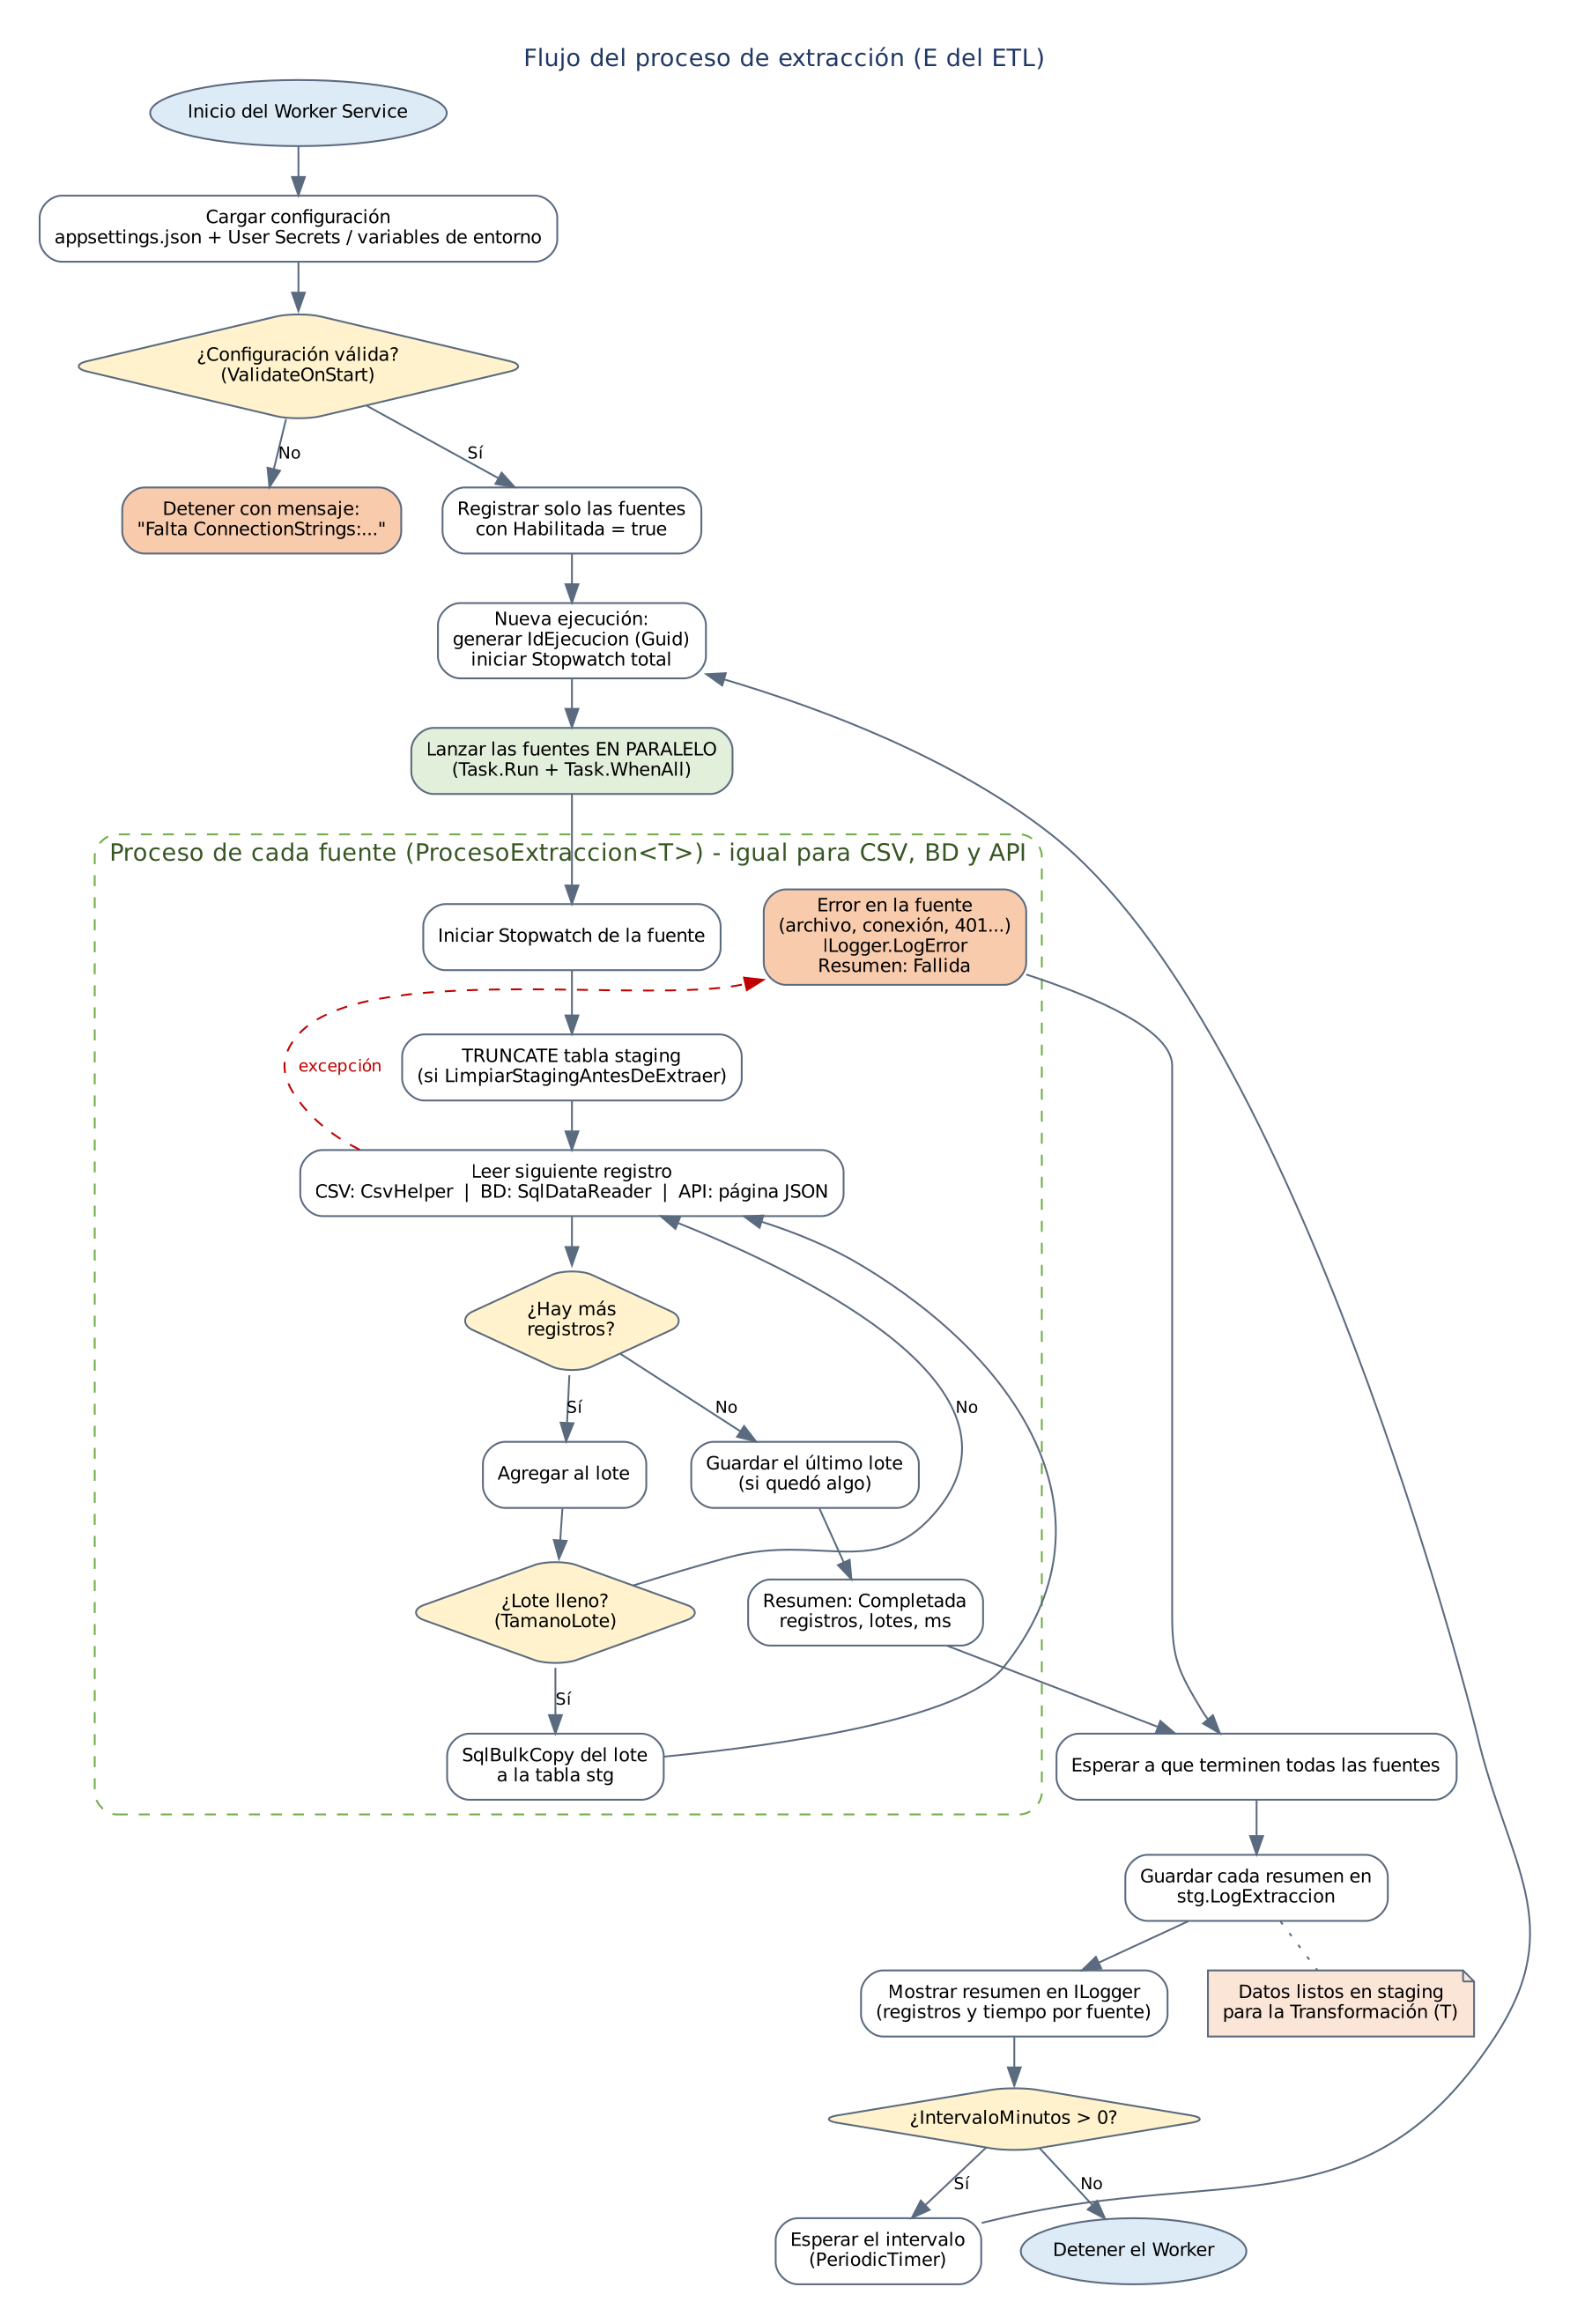 Flujo del proceso de extracción (E del ETL)
Inicio del Worker Service
Cargar configuración
appsettings.json + User Secrets / variables de entorno
¿Configuración válida?
(ValidateOnStart)
No
Sí
Detener con mensaje:
"Falta ConnectionStrings:..."
Registrar solo las fuentes
con Habilitada = true
Nueva ejecución:
generar IdEjecucion (Guid)
iniciar Stopwatch total
Lanzar las fuentes EN PARALELO
(Task.Run + Task.WhenAll)
Proceso de cada fuente (ProcesoExtraccion<T>) - igual para CSV, BD y API
Iniciar Stopwatch de la fuente
Error en la fuente
(archivo, conexión, 401...)
ILogger.LogError
Resumen: Fallida
TRUNCATE tabla staging
(si LimpiarStagingAntesDeExtraer)
excepción
Leer siguiente registro
CSV: CsvHelper | BD: SqlDataReader | API: página JSON
¿Hay más
registros?
Sí
No
No
Agregar al lote
Guardar el último lote
(si quedó algo)
¿Lote lleno?
(TamanoLote)
Resumen: Completada
registros, lotes, ms
Sí
SqlBulkCopy del lote
a la tabla stg
Esperar a que terminen todas las fuentes
Guardar cada resumen en
stg.LogExtraccion
Mostrar resumen en ILogger
(registros y tiempo por fuente)
Datos listos en staging
para la Transformación (T)
¿IntervaloMinutos > 0?
Sí
No
Esperar el intervalo
(PeriodicTimer)
Detener el Worker